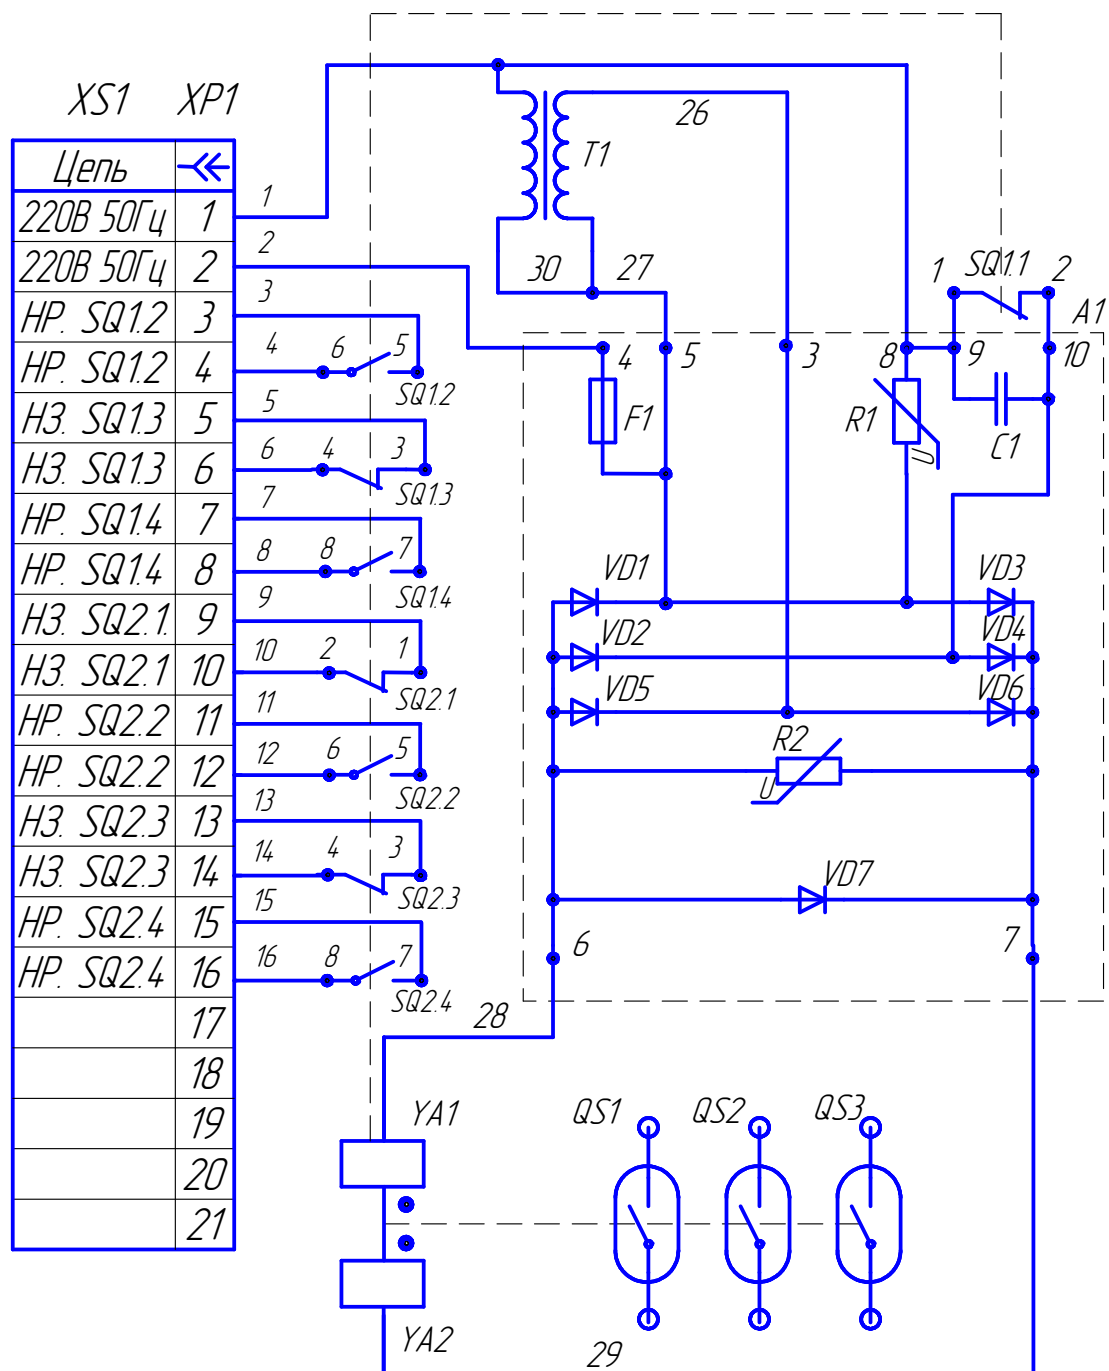 XS1 XP1
Цепь
220В 50Гц 1
220В 50Гц 2
НР. SQ1.2 3
НР. SQ1.2 4
НЗ. SQ1.3 5
НЗ. SQ1.3 6
НР. SQ1.4 7
НР. SQ1.4 8
НЗ. SQ2.1. 9
НЗ. SQ2.1 10
НР. SQ2.2 11
НР. SQ2.2 12
НЗ. SQ2.3 13
НЗ. SQ2.3 14
НР. SQ2.4 15
НР. SQ2.4 16
17
18
19
20
21
1
2
3
4 6 5
SQ1.2
5
6 4 3
SQ1.3
7
8 8 7
SQ1.4
9
10 2 1
SQ2.1
11
12 6 5
SQ2.2
13
14 4 3
SQ2.3
15
16 8 7
SQ2.4
26
T1
30 27
1 SQ1.1 2
A1
4 5 3 8 9 10
F1 R1 U C1
VD1 VD3
VD2 VD4
VD5 VD6
R2
U
VD7
6 7
28
YA1 QS1 QS2 QS3
YA2
29